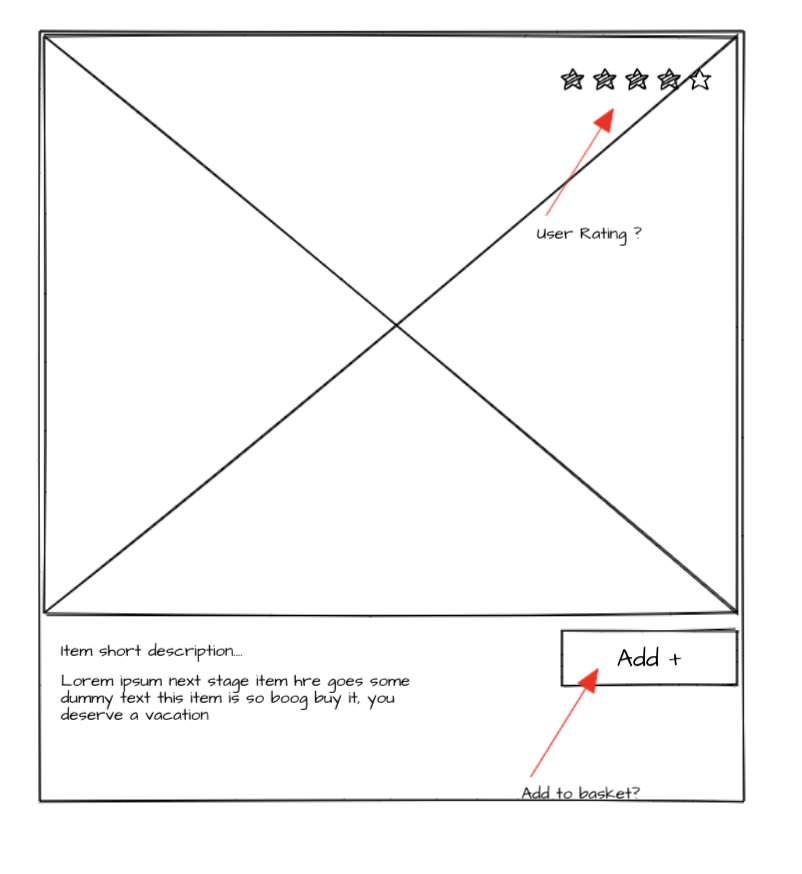 User Rating ?
Item short description....
Add +
Lorem ipsum next stage item hre goes some
dummy text this item is so boog buy it, you
deserve a vacation
Add to basket?